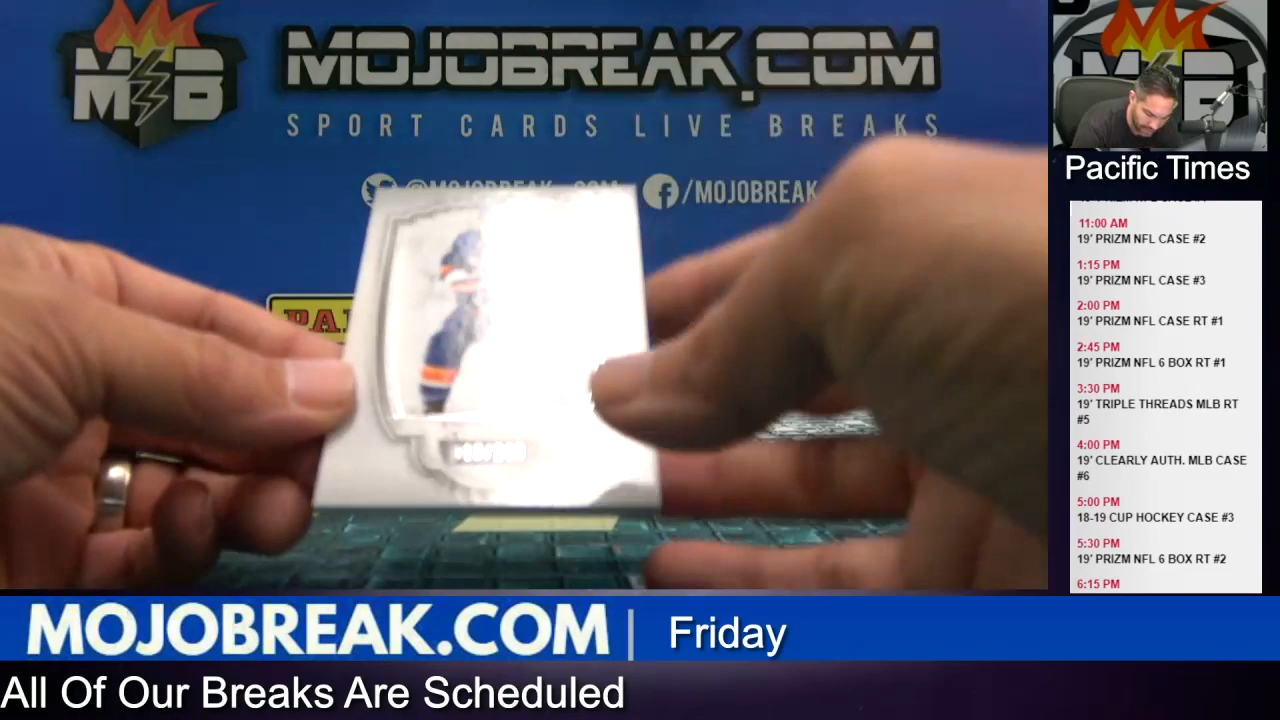 MB
MOJOBREAK.COM
SPORT CARDS LIVE BREAKS
/MOJOBREAK
PA
Pacific Times
11:00 AM
19' PRIZM NFL CASE #2
1:15 PM
19' PRIZM NFL CASE #3
2:00 PM
19' PRIZM NFL CASE RT #1
2:45 PM
19' PRIZM NFL 6 BOX RT #1
3:30 PM
19' TRIPLE THREADS MLB RT
#5
4:00 PM
19' CLEARLY AUTH. MLB CASE
#6
5:00 PM
18-19 CUP HOCKEY CASE #3
5:30 PM
19' PRIZM NFL 6 BOX RT #2
6:15 PM
MOJOBREAK.COM | Friday
All Of Our Breaks Are Scheduled